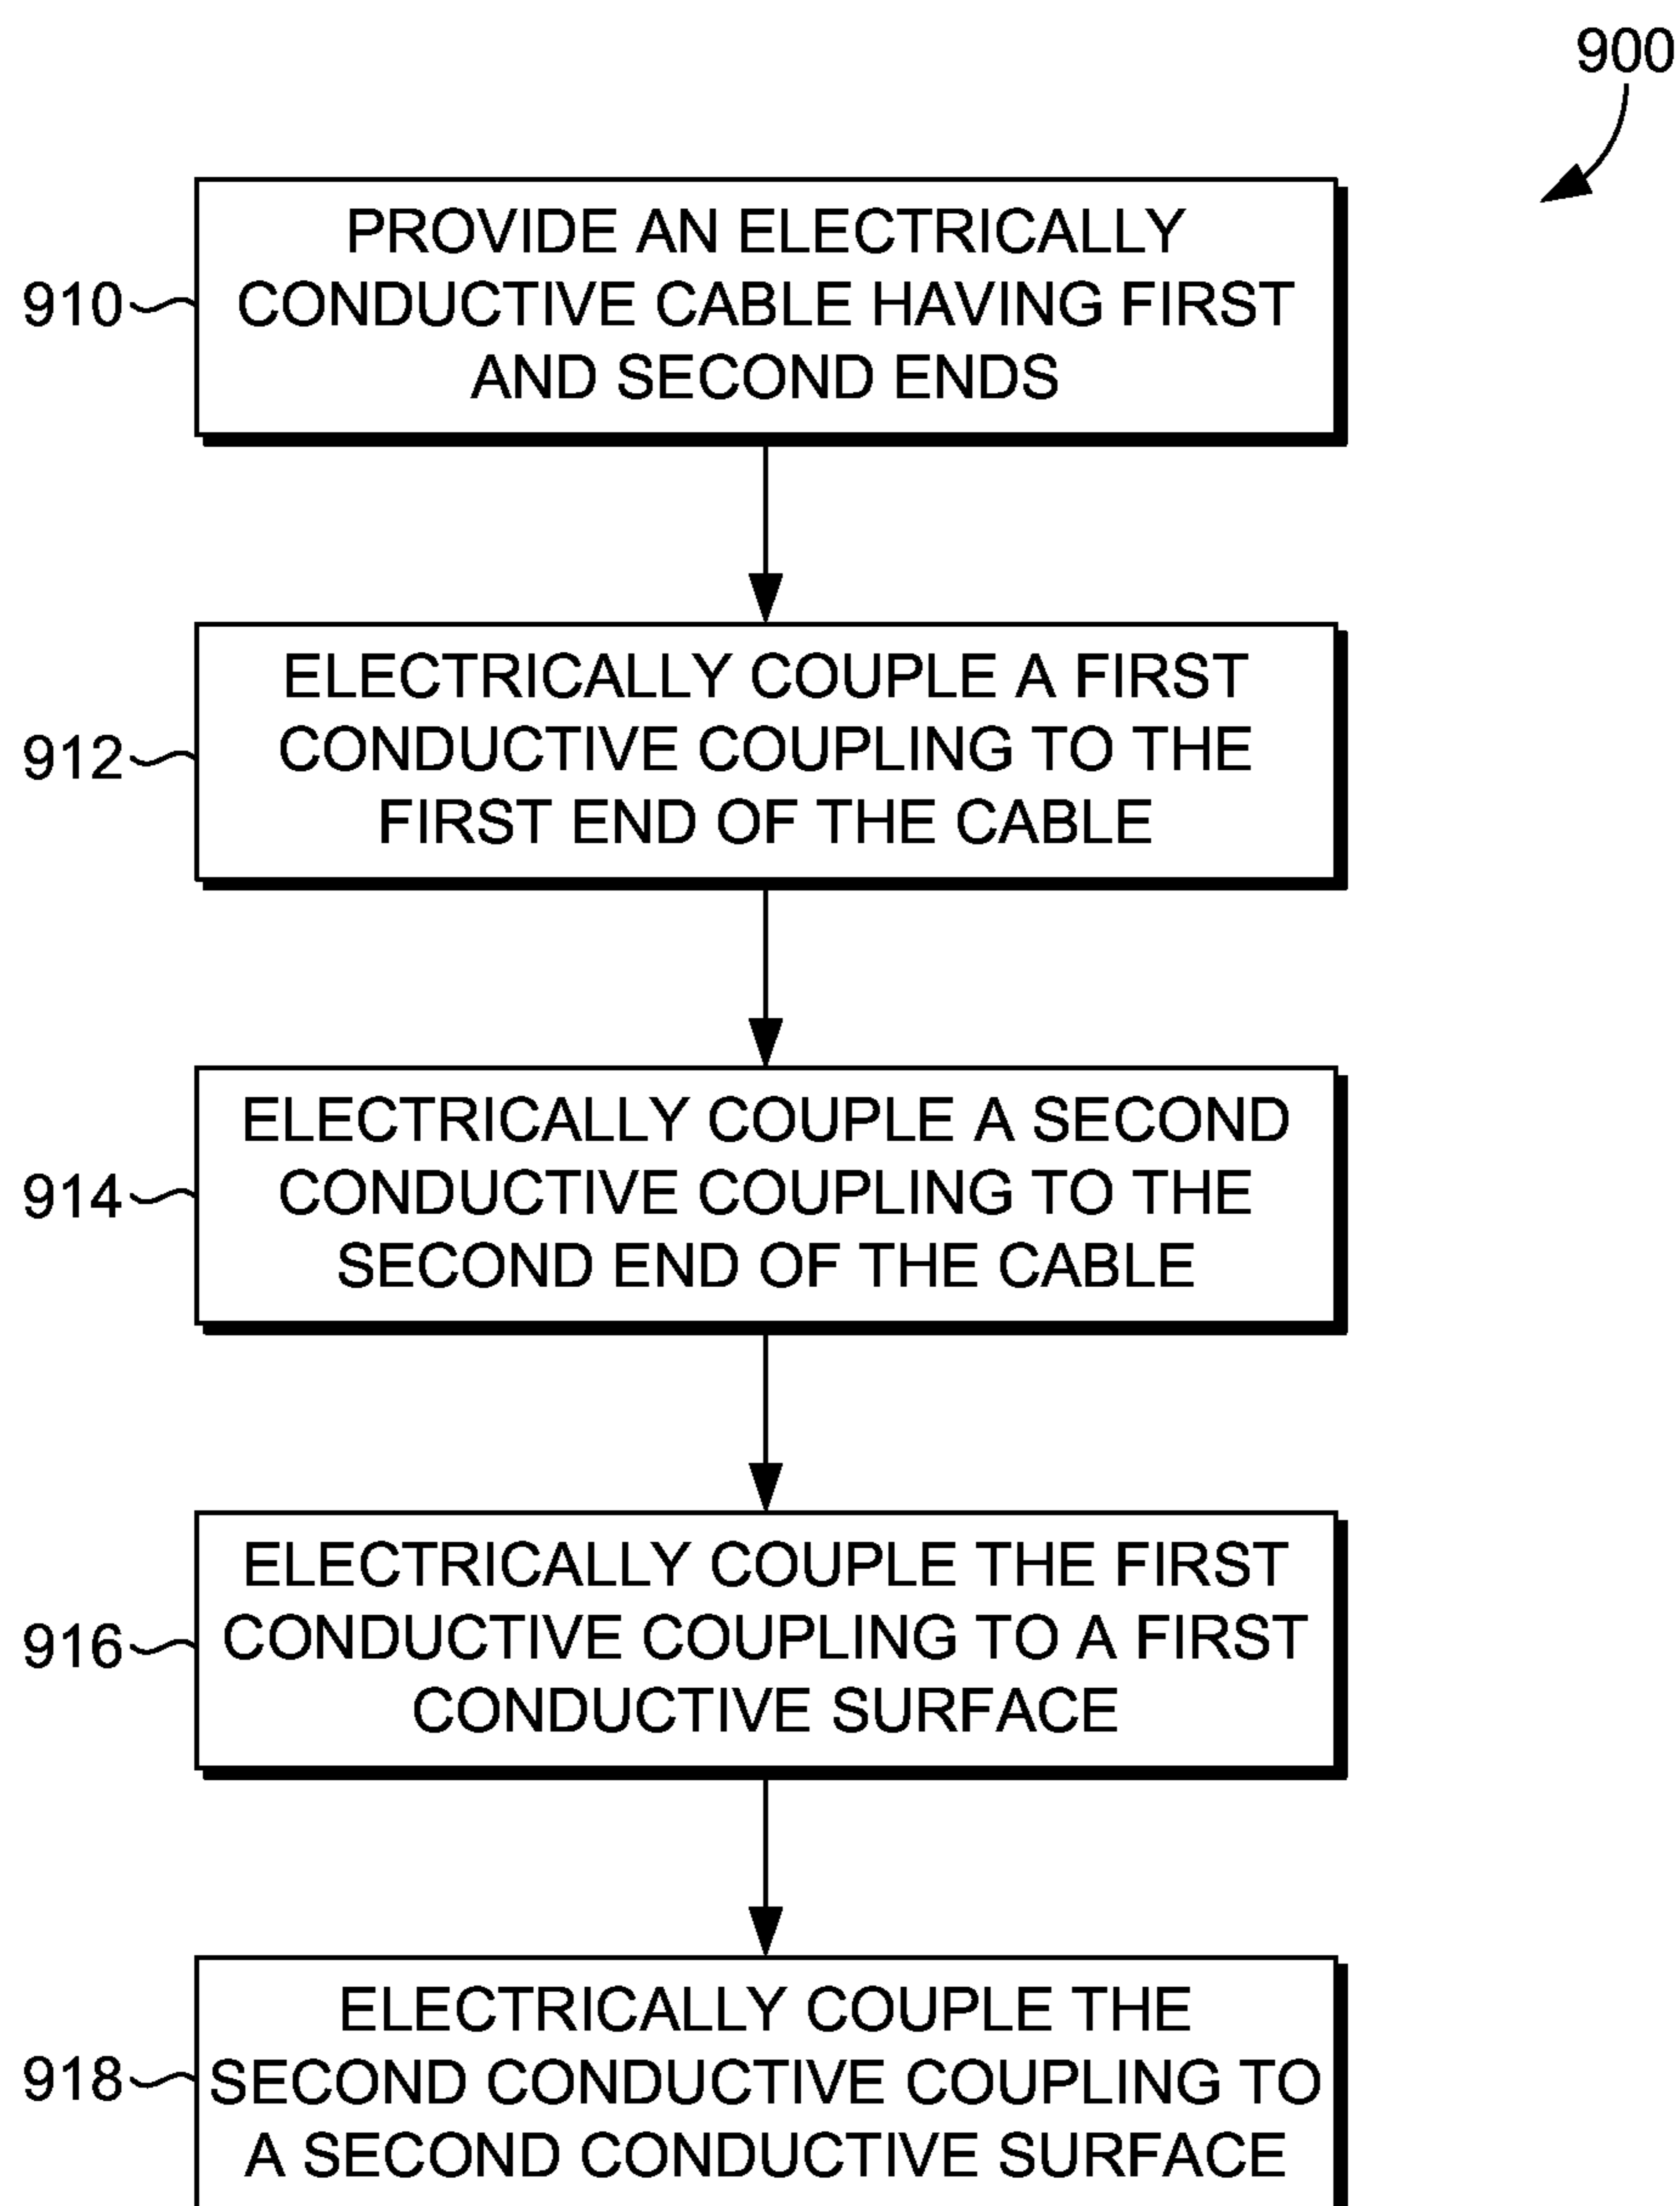 900
PROVIDE AN ELECTRICALLY
910 CONDUCTIVE CABLE HAVING FIRST
AND SECOND ENDS
ELECTRICALLY COUPLE A FIRST
912 CONDUCTIVE COUPLING TO THE
FIRST END OF THE CABLE
ELECTRICALLY COUPLE A SECOND
914 CONDUCTIVE COUPLING TO THE
SECOND END OF THE CABLE
ELECTRICALLY COUPLE THE FIRST
916 CONDUCTIVE COUPLING TO A FIRST
CONDUCTIVE SURFACE
ELECTRICALLY COUPLE THE
918 SECOND CONDUCTIVE COUPLING TO
A SECOND CONDUCTIVE SURFACE